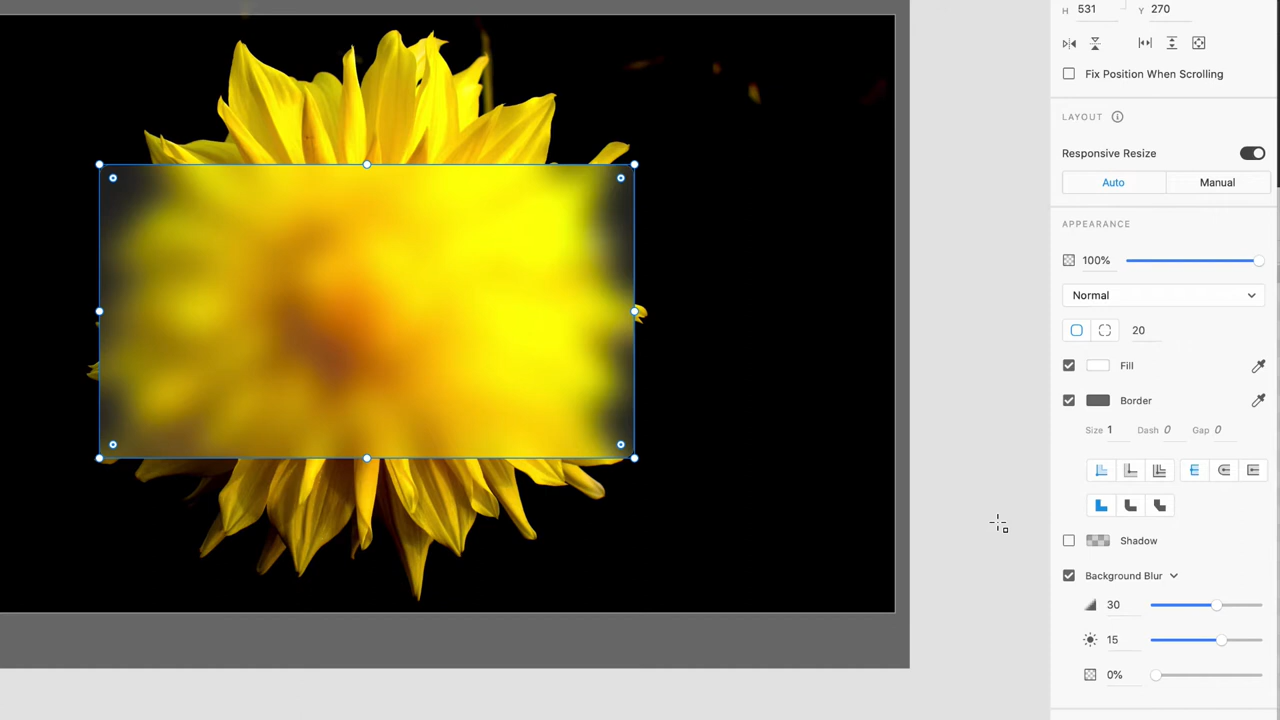 H 531 Y 270
Fix Position When Scrolling
LAYOUT
Responsive Resize
Auto Manual
APPEARANCE
100%
Normal
20
Fill
Border
Size 1 Dash 0 Gap 0
Shadow
Background Blur
30
15
0%